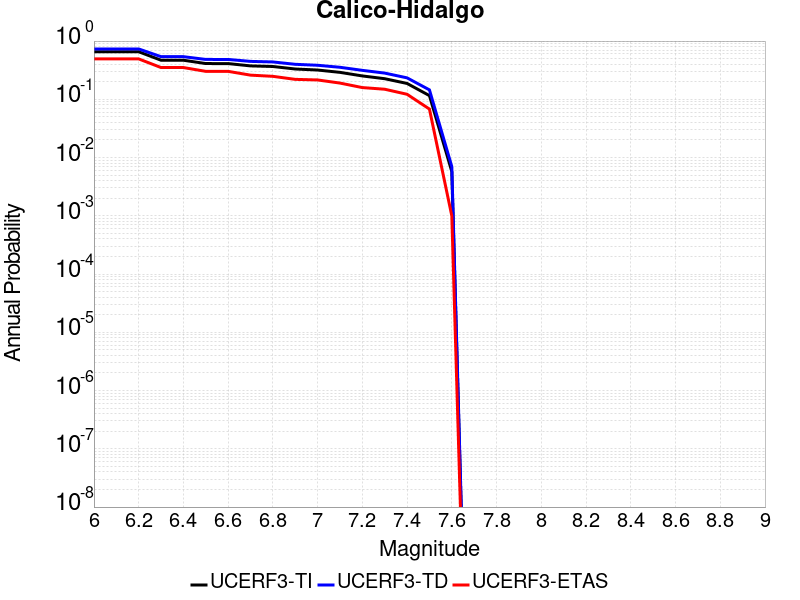 Calico-Hidalgo
10^0
10^-1
10^-2
10^-3
10^-4
10^-5
10^-6
10^-7
10^-8
Annual Probability
6 6.2 6.4 6.6 6.8 7 7.2 7.4 7.6 7.8 8 8.2 8.4 8.6 8.8 9
Magnitude
UCERF3-TI UCERF3-TD UCERF3-ETAS